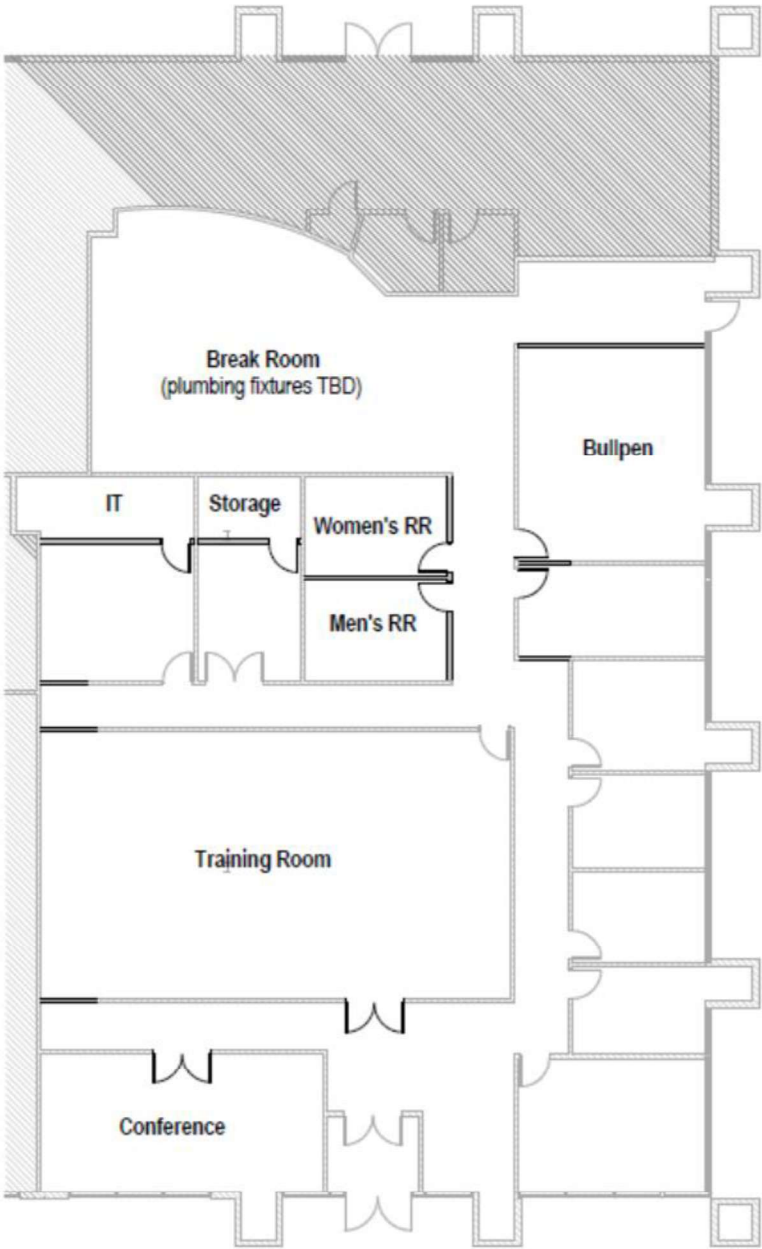 Break Room
(plumbing fixtures TBD)
Bullpen
IT
Storage
Women's RR
Men's RR
Training Room
Conference